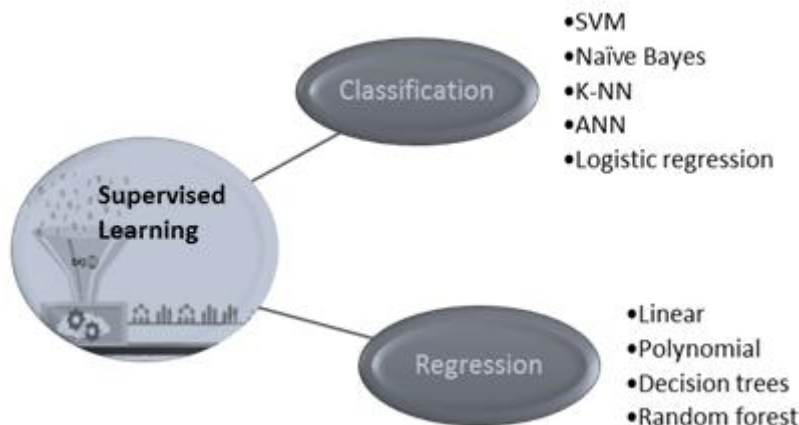 Supervised
Learning
Classification
•SVM
•Naïve Bayes
•K-NN
•ANN
•Logistic regression
Regression
•Linear
•Polynomial
•Decision trees
•Random forest